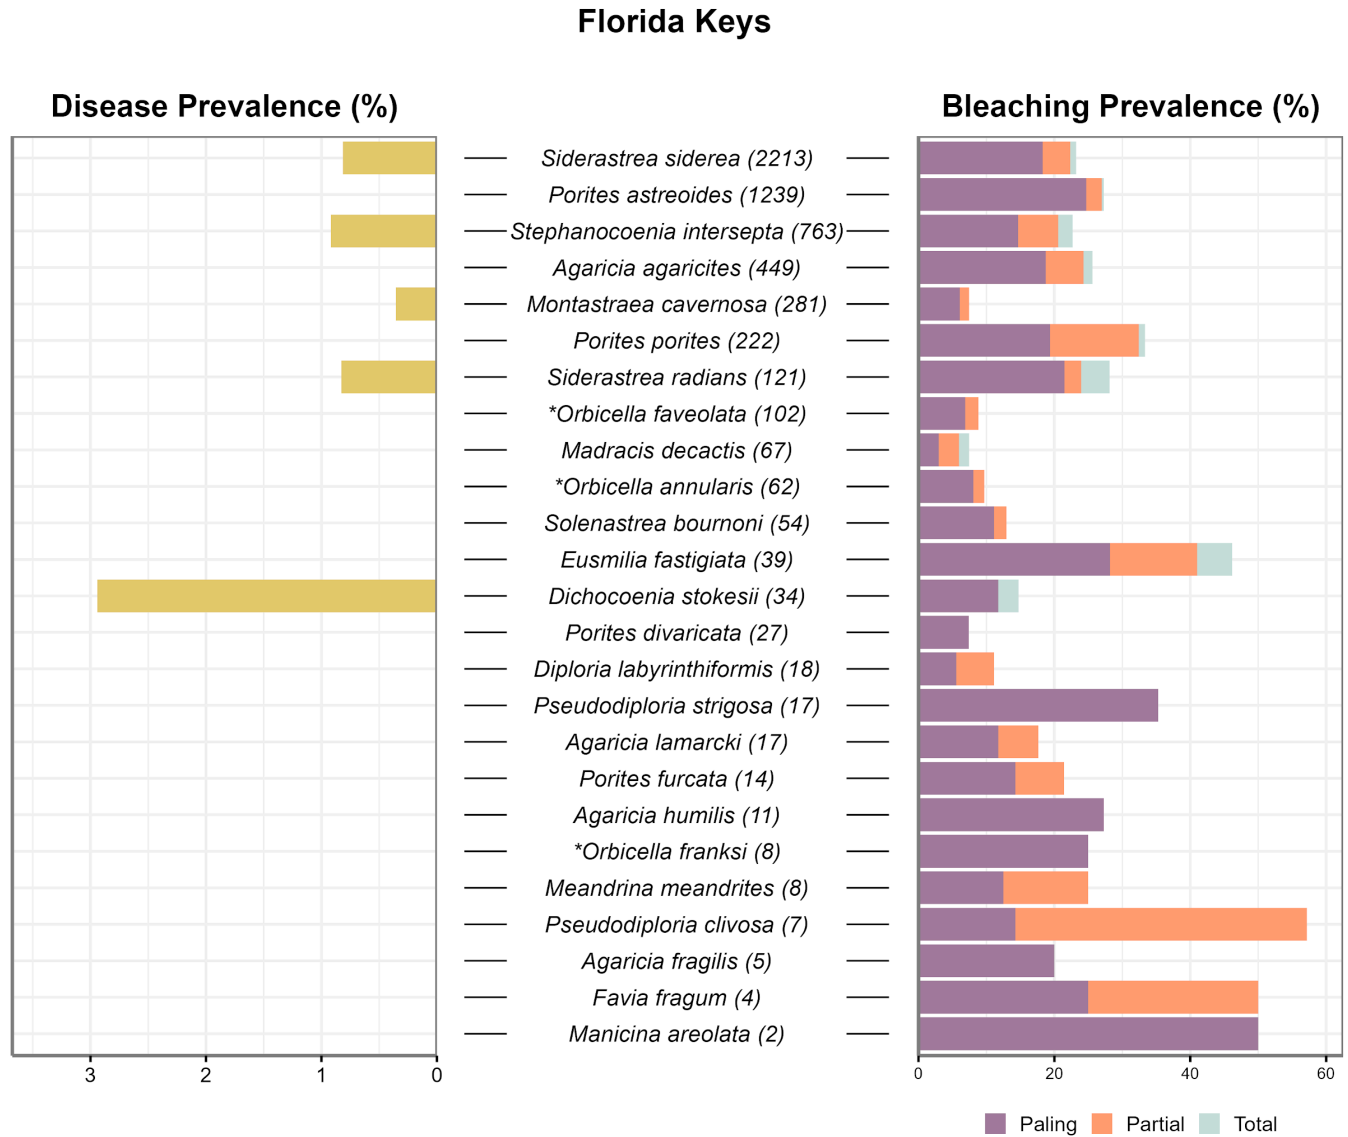 Florida Keys
Disease Prevalence (%)
Bleaching Prevalence (%)
Siderastrea siderea (2213)
Porites astreoides (1239)
Stephanocoenia intersepta (763)
Agaricia agaricites (449)
Montastraea cavernosa (281)
Porites porites (222)
Siderastrea radians (121)
*Orbicella faveolata (102)
Madracis decactis (67)
*Orbicella annularis (62)
Solenastrea bournoni (54)
Eusmilia fastigiata (39)
Dichocoenia stokesii (34)
Porites divaricata (27)
Diploria labyrinthiformis (18)
Pseudodiploria strigosa (17)
Agaricia lamarcki (17)
Porites furcata (14)
Agaricia humilis (11)
*Orbicella franksi (8)
Meandrina meandrites (8)
Pseudodiploria clivosa (7)
Agaricia fragilis (5)
Favia fragum (4)
Manicina areolata (2)
3 2 1 0
0 20 40 60
Paling Partial Total